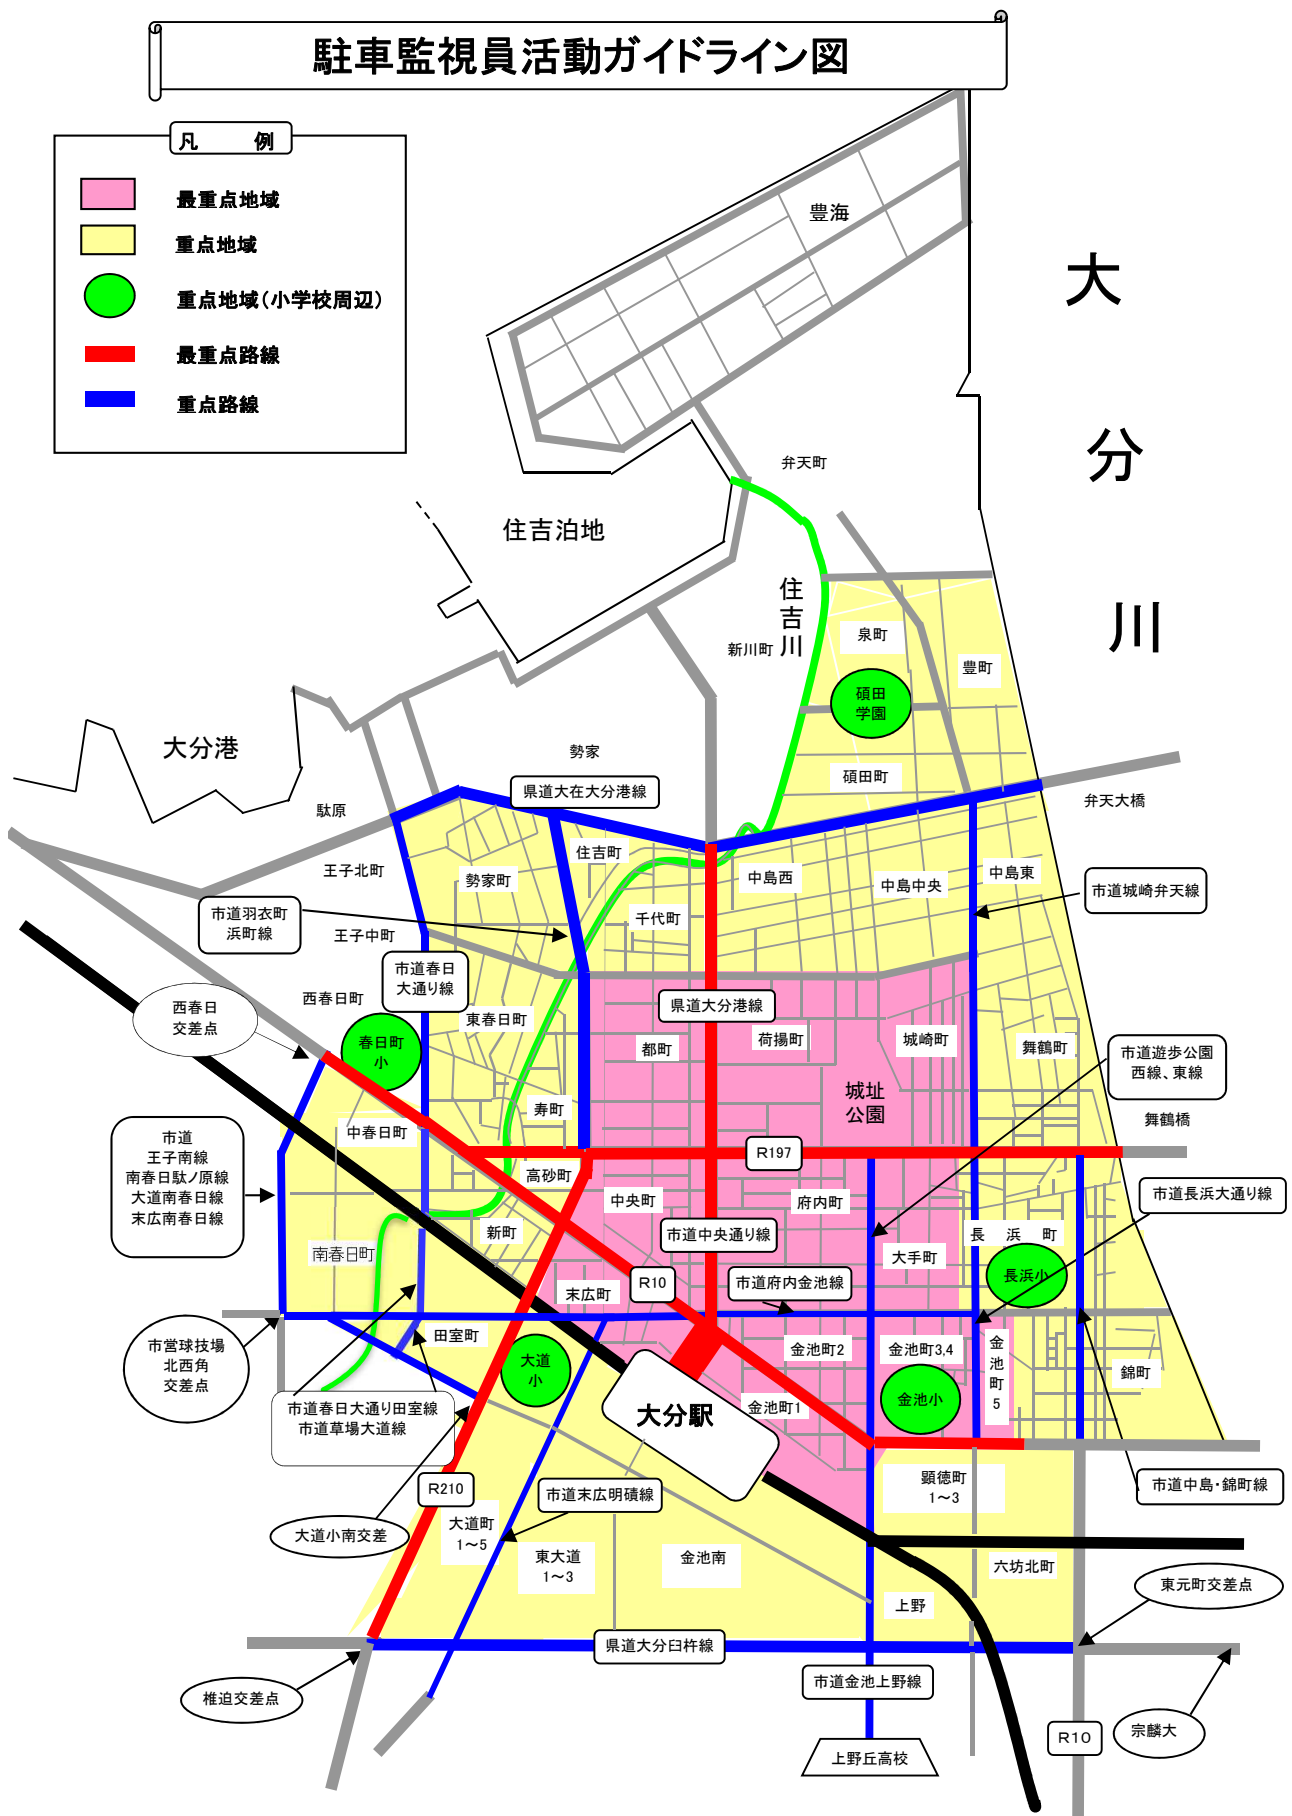 駐車監視員活動ガイドライン図
凡　例
最重点地域
重点地域
重点地域(小学校周辺)
最重点路線
重点路線
豊海
大
分
川
弁天町
住吉泊地
住
吉
川
泉町
新川町
豊町
碩田
学園
大分港
勢家
碩田町
県道大在大分港線
弁天大橋
駄原
王子北町
住吉町
勢家町
中島西
中島中央
中島東
市道城崎弁天線
市道羽衣町
浜町線
千代町
王子中町
市道春日
大通り線
西春日町
西春日
交差点
県道大分港線
東春日町
春日町
小
都町
荷揚町
城崎町
舞鶴町
市道遊歩公園
西線、東線
城址
公園
寿町
舞鶴橋
中春日町
市道
王子南線
南春日駄ノ原線
大道南春日線
末広南春日線
R197
高砂町
中央町
府内町
市道長浜大通り線
新町
市道中央通り線
長　浜　町
南春日町
大手町
長浜小
R10
市道府内金池線
末広町
田室町
市営球技場
北西角
交差点
大道
小
金池町2
金池町3,4
金
池
町
5
錦町
金池小
市道春日大通り田室線
市道草場大道線
大分駅
金池町1
R210
市道末広明磧線
顕徳町
1～3
市道中島・錦町線
大道小南交差
大道町
1～5
東大道
1～3
金池南
六坊北町
東元町交差点
上野
県道大分臼杵線
椎迫交差点
市道金池上野線
R10
宗麟大
上野丘高校